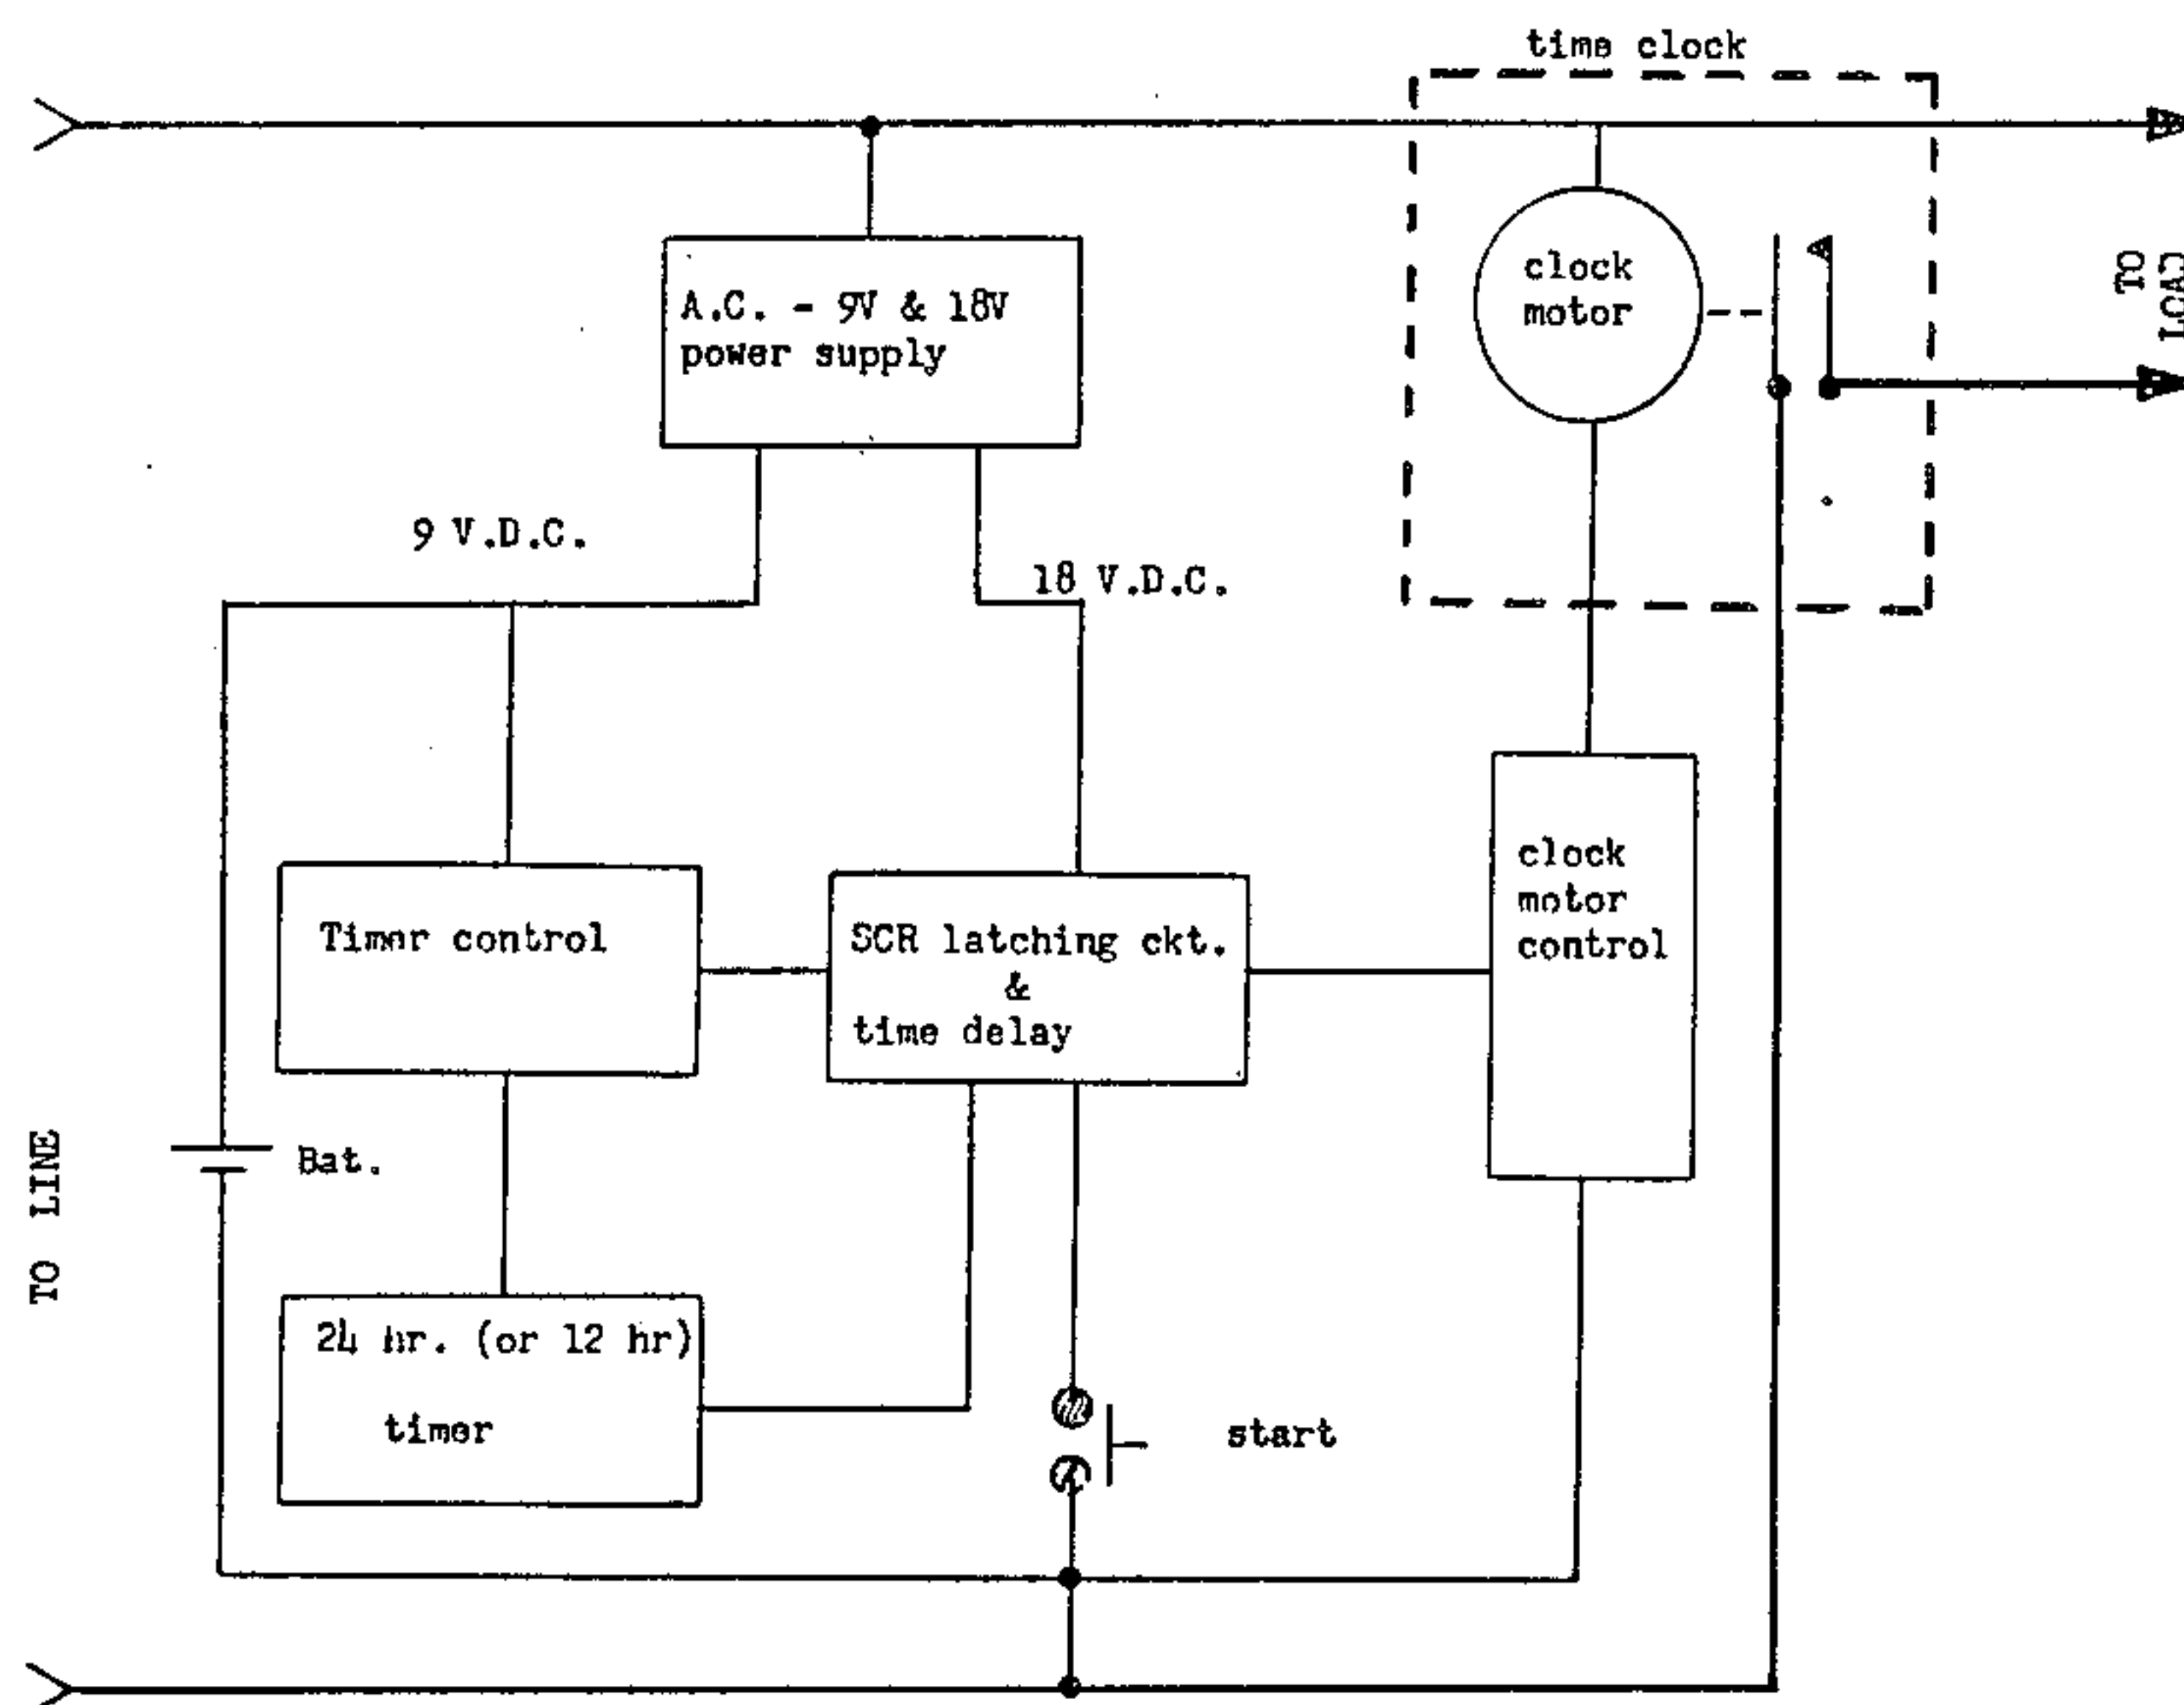 time clock
A.C. - 9V & 18V
power supply
clock
motor
TO
LOAD
9 V.D.C.
18 V.D.C.
Timer control
SCR latching ckt.
&
time delay
clock
motor
control
TO LINE
Bat.
24 hr. (or 12 hr)
timer
start